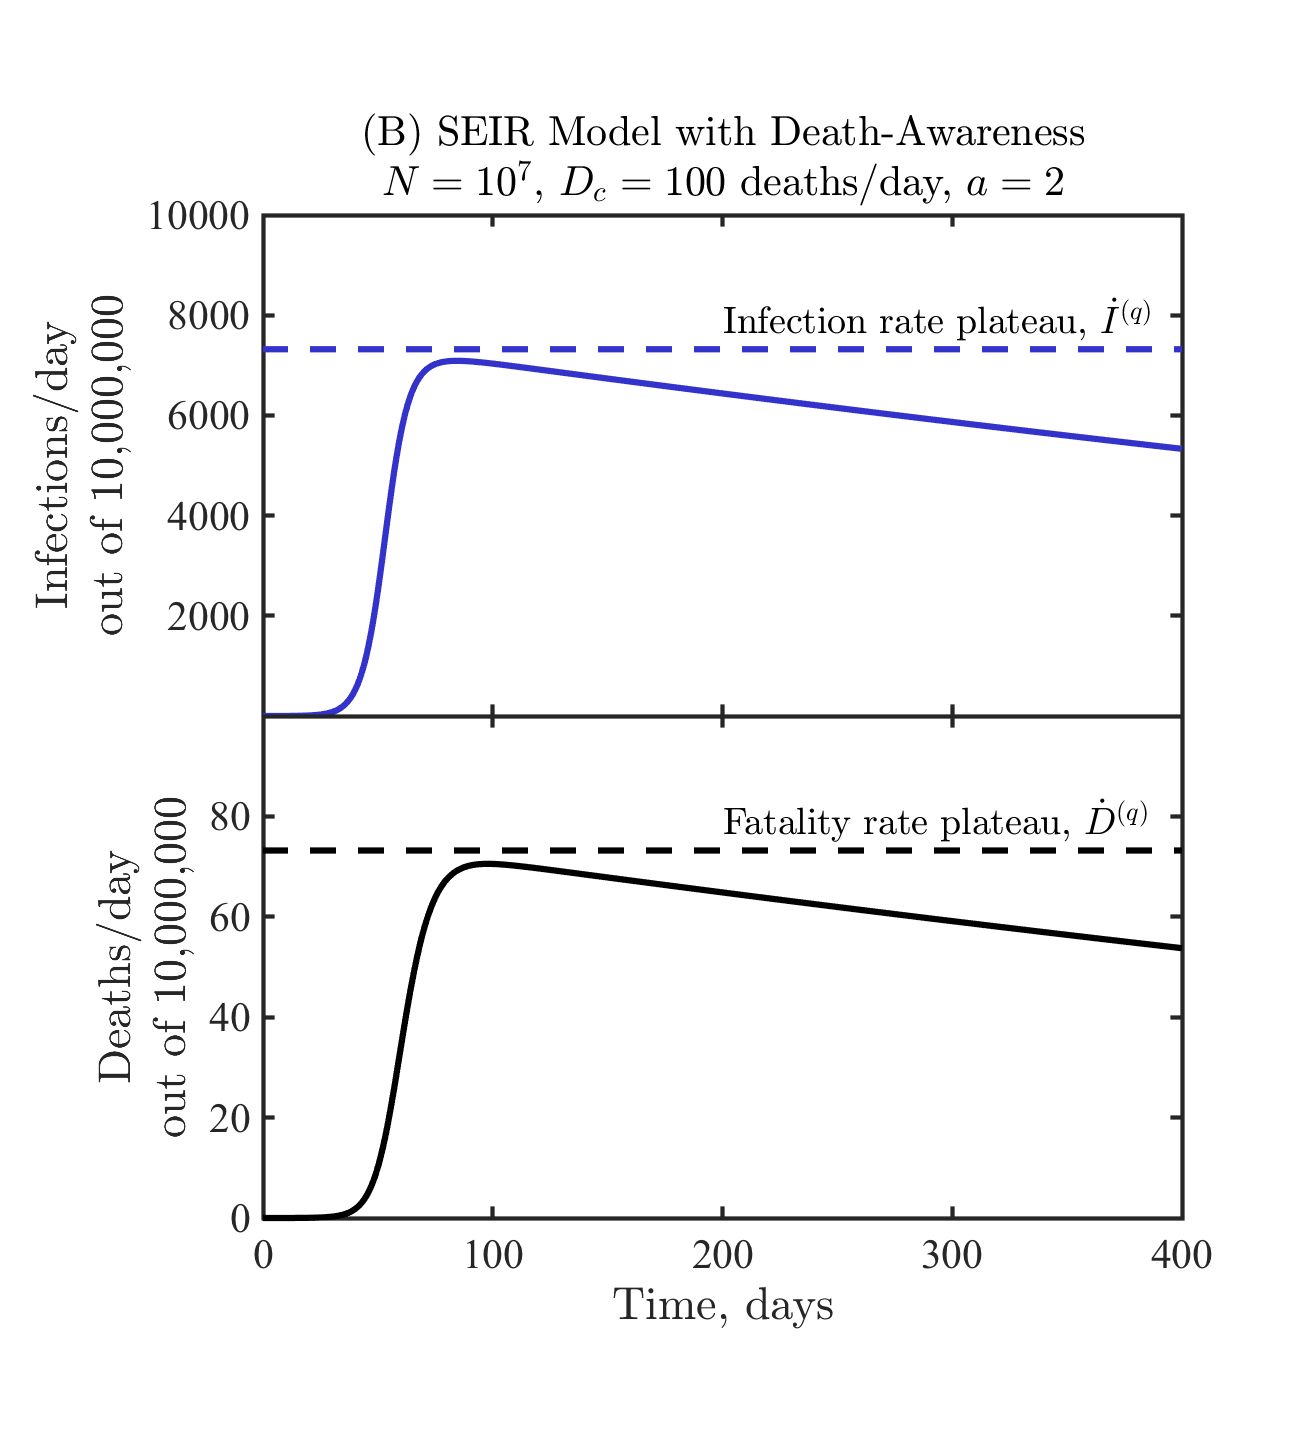 (B) SEIR Model with Death-Awareness
N = 10⁷, D_c = 100 deaths/day, a = 2
10000
8000
6000
4000
2000
Infections/day
out of 10,000,000
Infection rate plateau, İ⁽q⁾
80
60
40
20
0
Deaths/day
out of 10,000,000
Fatality rate plateau, Ḋ⁽q⁾
0 100 200 300 400
Time, days